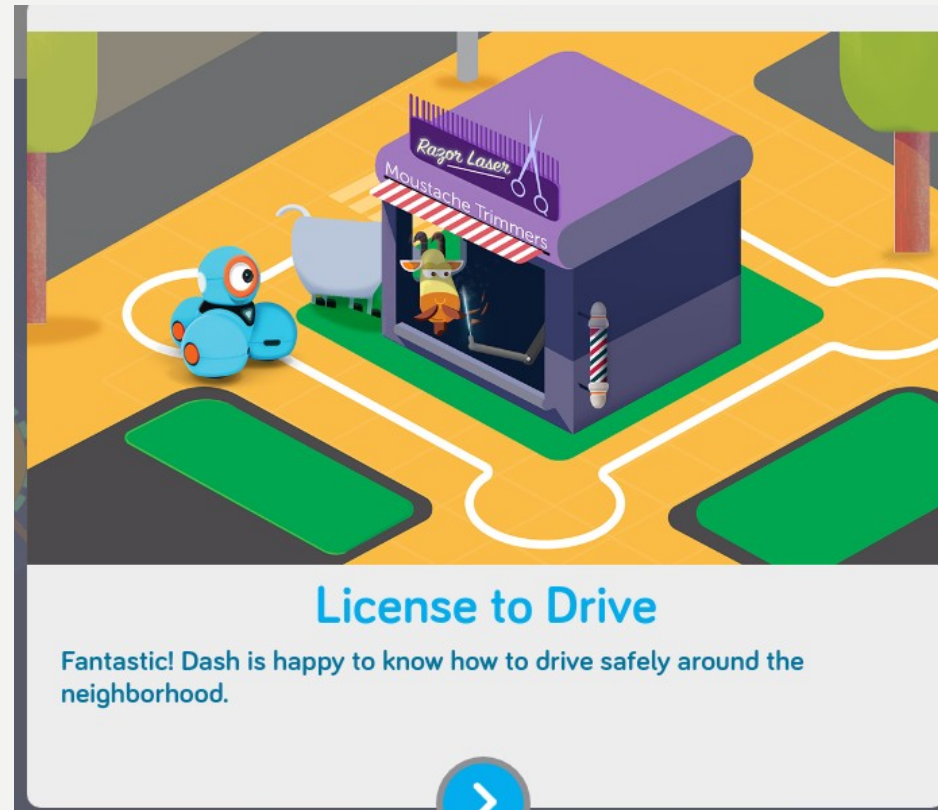 Razor Laser
Moustache Trimmers
License to Drive
Fantastic! Dash is happy to know how to drive safely around the
neighborhood.